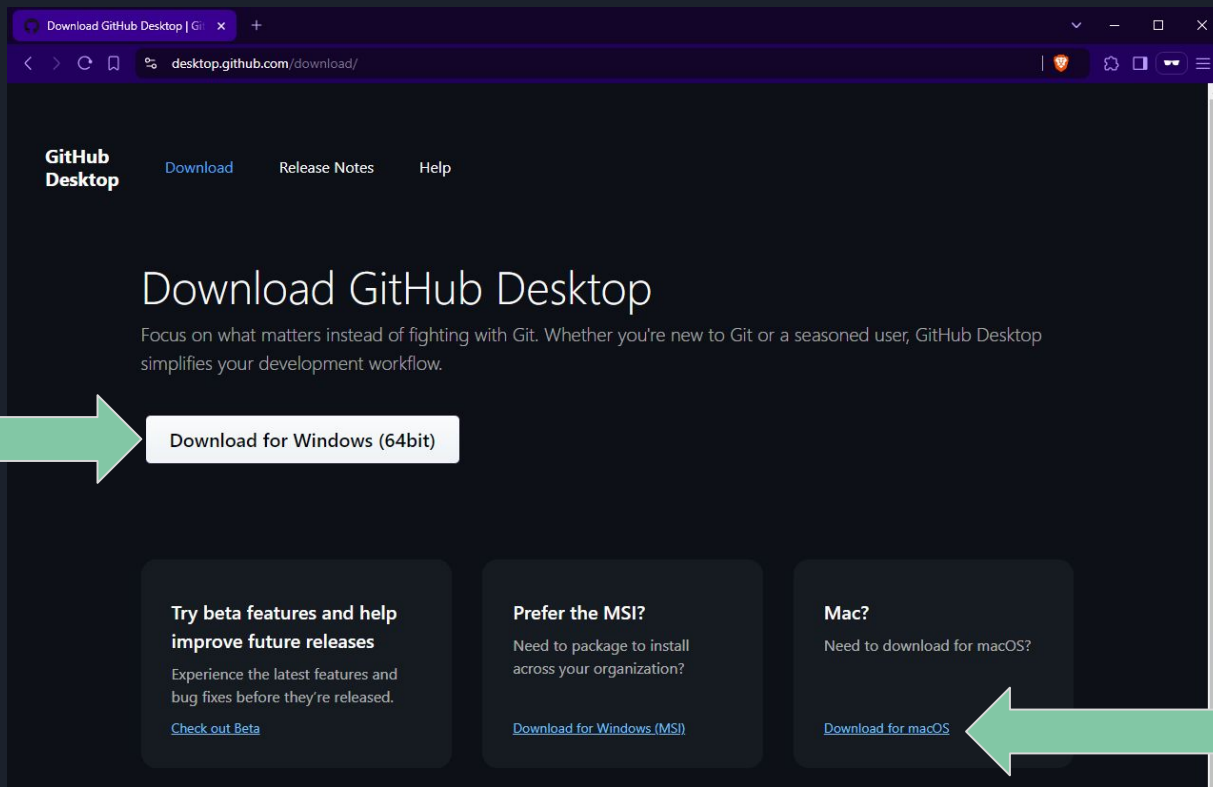 Download GitHub Desktop | Git
desktop.github.com/download/
GitHub
Desktop
Download
Release Notes
Help
Download GitHub Desktop
Focus on what matters instead of fighting with Git. Whether you're new to Git or a seasoned user, GitHub Desktop
simplifies your development workflow.
Download for Windows (64bit)
Try beta features and help
improve future releases
Experience the latest features and
bug fixes before they’re released.
Check out Beta
Prefer the MSI?
Need to package to install
across your organization?
Download for Windows (MSI)
Mac?
Need to download for macOS?
Download for macOS